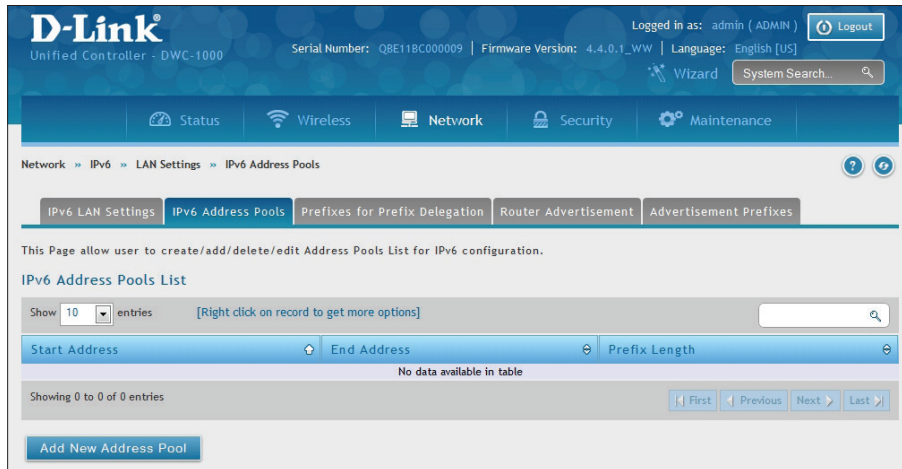 D-Link®
Unified Controller - DWC-1000
Logged in as: admin ( ADMIN ) Logout
Serial Number: QBE11BC000009 | Firmware Version: 4.4.0.1_WW | Language: English [US]
Wizard System Search...
Status Wireless Network Security Maintenance
Network » IPv6 » LAN Settings » IPv6 Address Pools
IPv6 LAN Settings IPv6 Address Pools Prefixes for Prefix Delegation Router Advertisement Advertisement Prefixes
This Page allow user to create/add/delete/edit Address Pools List for IPv6 configuration.
IPv6 Address Pools List
Show 10 entries [Right click on record to get more options]
Start Address End Address Prefix Length
No data available in table
Showing 0 to 0 of 0 entries First Previous Next Last
Add New Address Pool